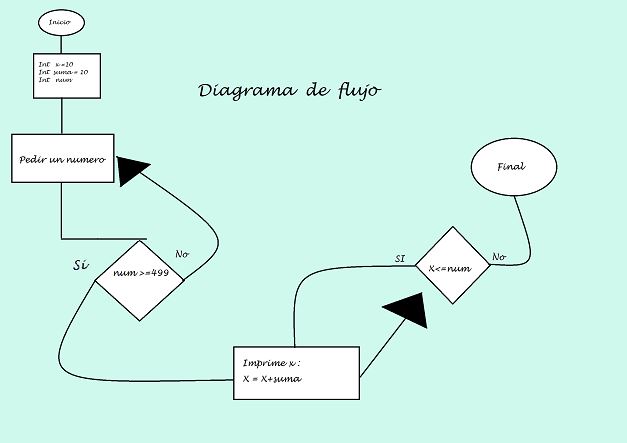 Inicio
Int x=10
Int suma= 10
Int num
Diagrama de flujo
Pedir un numero
Final
No
Sí
num >=499
SI
No
X<=num
Imprime x :
X = X+suma